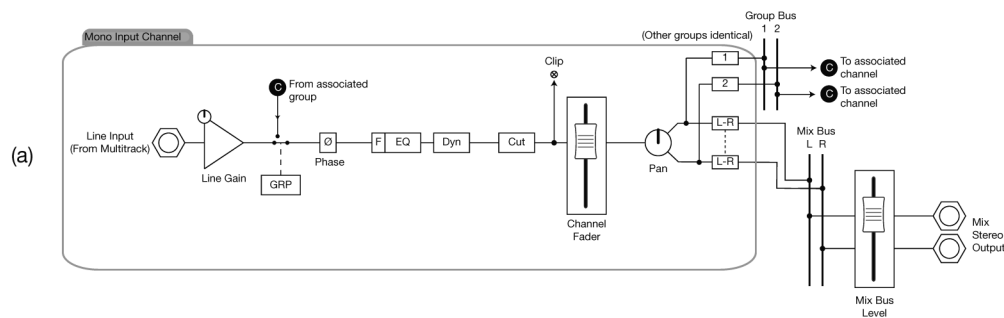 Group Bus
1 2
Mono Input Channel
(Other groups identical)
1
C
To associated
channel
Clip
C
From associated
group
2
C
To associated
channel
Mix Bus
L R
Line Input
(From Multitrack)
L-R
(a)
Ø
F EQ
Dyn
Cut
Phase
L-R
Pan
Line Gain
GRP
Channel
Fader
Mix
Stereo
Output
Mix Bus
Level